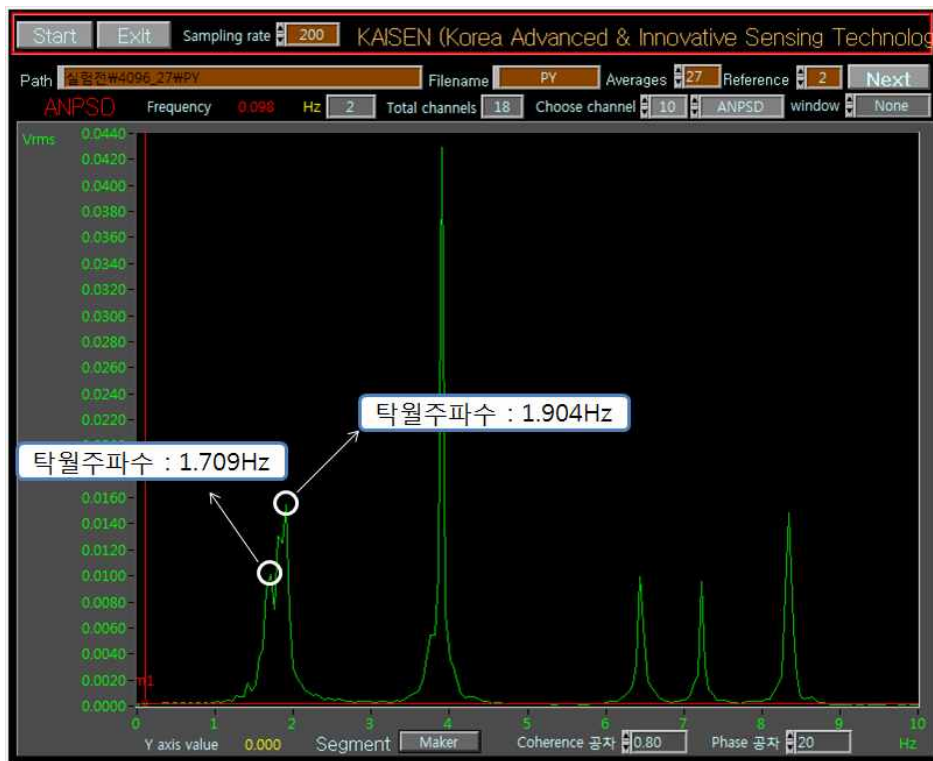 Start Exit Sampling rate 200 KAISEN (Korea Advanced & Innovative Sensing Technolog
Path 실험전₩4096_27₩PY Filename PY Averages 27 Reference 2 Next
ANPSD Frequency 0.098 Hz 2 Total channels 18 Choose channel 10 ANPSD window None
Vrms
0.0440
0.0420
0.0400
0.0380
0.0360
0.0340
0.0320
0.0300
0.0280
0.0260
0.0240
0.0220
탁월주파수 : 1.904Hz
탁월주파수 : 1.709Hz
0.0160
0.0140
0.0120
0.0100
0.0080
0.0060
0.0040
0.0020
m1
0.0000
0 1 2 3 4 5 6 7 8 9 10
Y axis value 0.000 Segment Maker Coherence 공차 0.80 Phase 공차 20 Hz